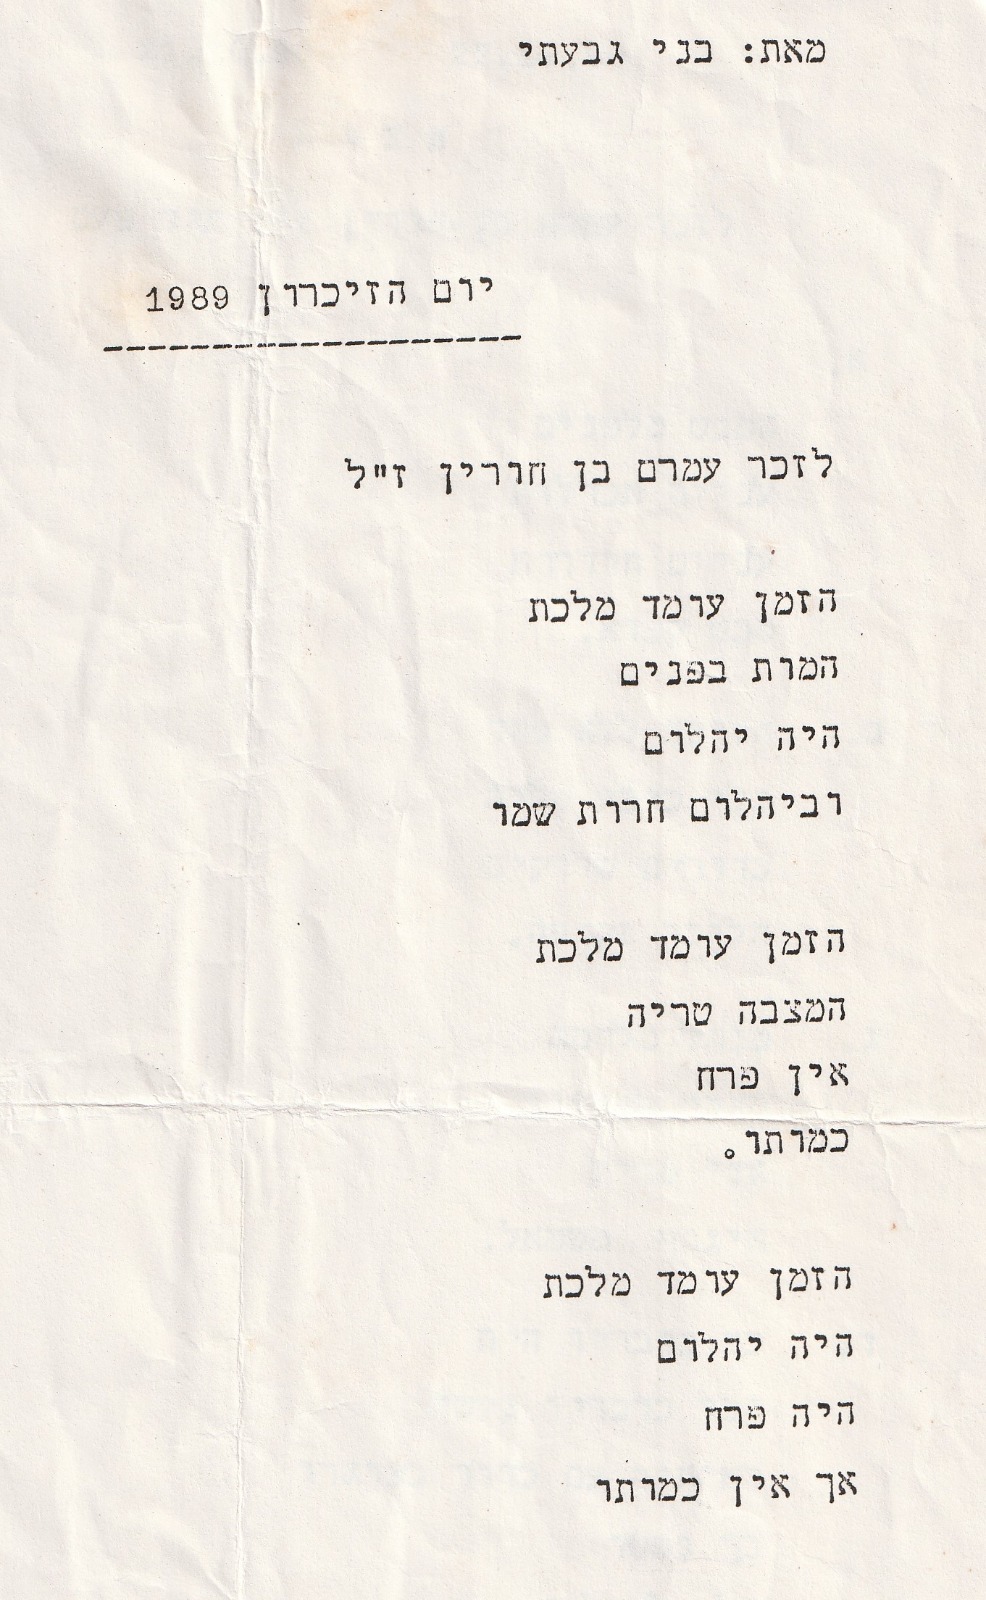 מאת: בני גבעתי
יום הזיכרון 1989
לזכר עמרם בן חורין ז"ל
הזמן עומד מלכת
המות בפנים
היה יהלום
וביהלום חרות שמו
הזמן עומד מלכת
המצבה טריה
אין פרח
כמותו.
הזמן עומד מלכת
היה יהלום
היה פרח
אך אין כמותו